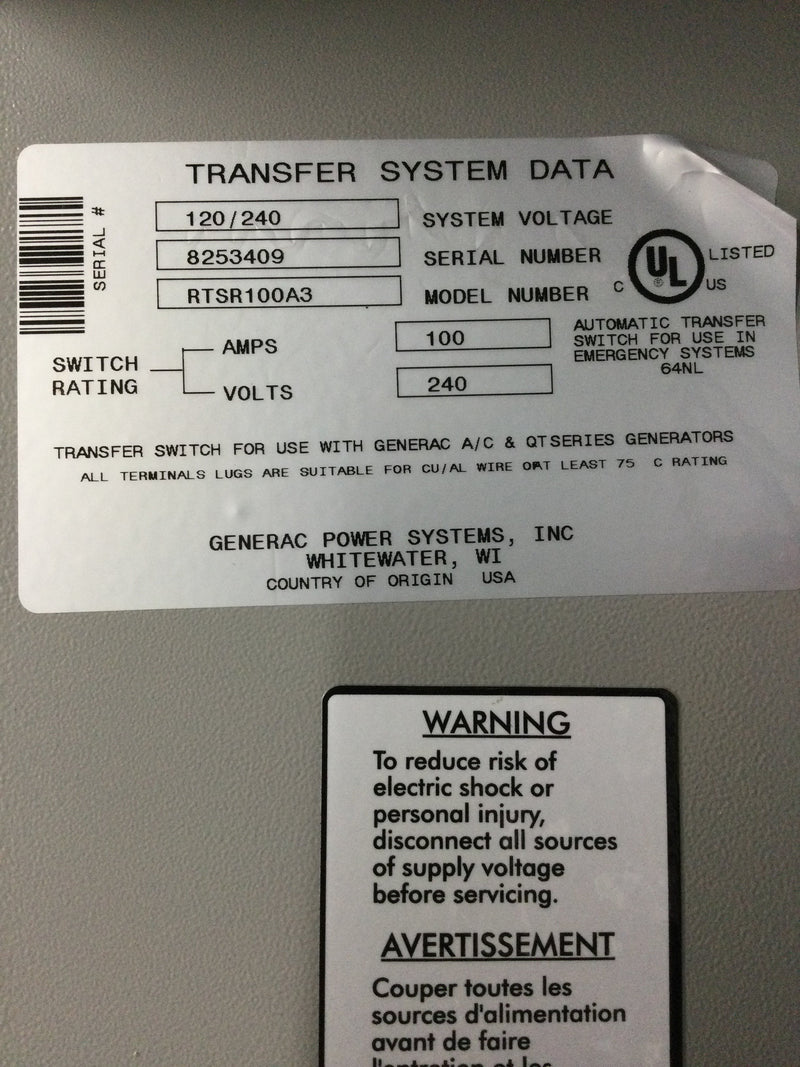 TRANSFER SYSTEM DATA
SERIAL #
120/240 SYSTEM VOLTAGE
8253409 SERIAL NUMBER
RTSR100A3 MODEL NUMBER
C UL ® LISTED US
SWITCH RATING
AMPS 100
VOLTS 240
AUTOMATIC TRANSFER
SWITCH FOR USE IN
EMERGENCY SYSTEMS
64NL
TRANSFER SWITCH FOR USE WITH GENERAC A/C & QTSERIES GENERATORS
ALL TERMINALS LUGS ARE SUITABLE FOR CU/AL WIRE LEAST 75 C RATING
GENERAC POWER SYSTEMS, INC
WHITEWATER, WI
COUNTRY OF ORIGIN USA
WARNING
To reduce risk of
electric shock or
personal injury,
disconnect all sources
of supply voltage
before servicing.
AVERTISSEMENT
Couper toutes les
sources d'alimentation
avant de faire
l'entretien et les